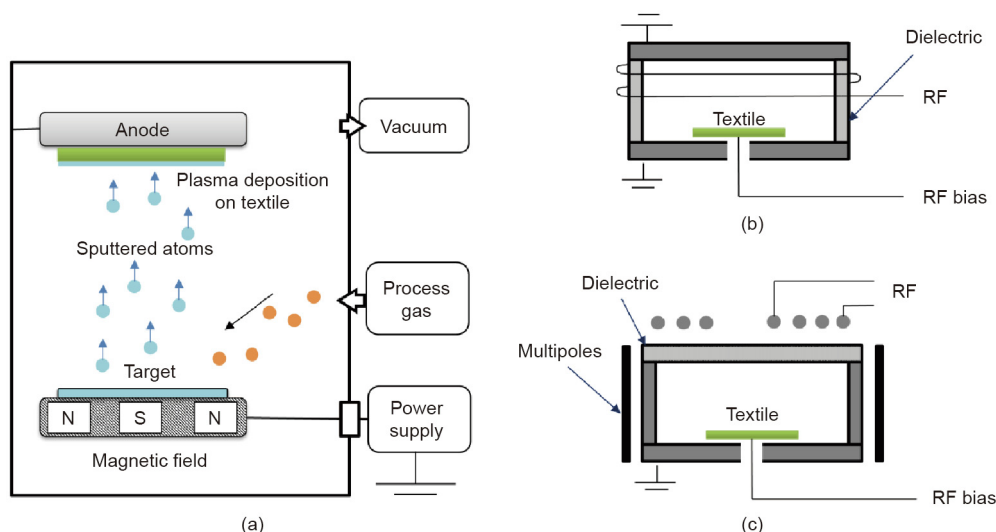 Anode
Vacuum
Plasma deposition
on textile
Sputtered atoms
Process
gas
Target
N S N
Power
supply
Magnetic field
(a)
Dielectric
RF
Textile
RF bias
(b)
Dielectric
RF
Multipoles
Textile
RF bias
(c)